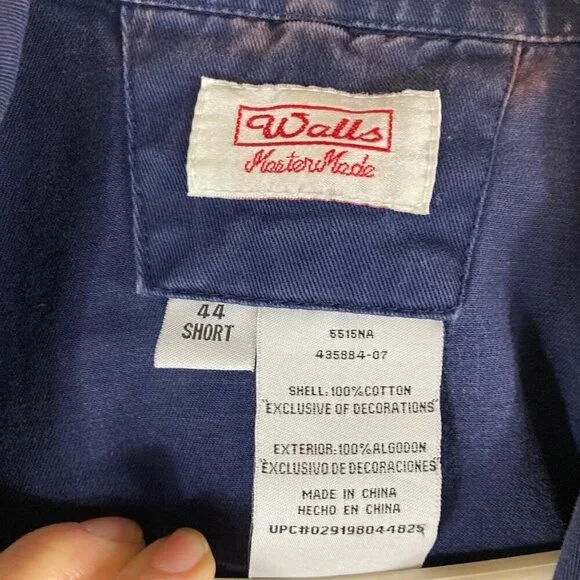 Walls
MasterMade
44
SHORT
5515NA
435884-07
SHELL: 100% COTTON
"EXCLUSIVE OF DECORATIONS"
EXTERIOR: 100% ALGODON
"EXCLUSIVO DE DECORACIONES"
MADE IN CHINA
HECHO EN CHINA
UPC#029198044825